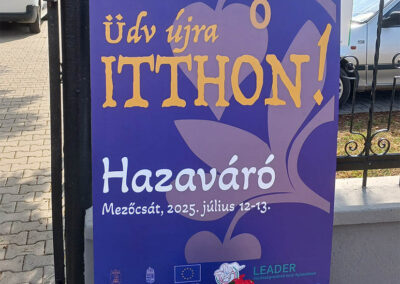 Üdv újra
ITTHON!
Hazaváró
Mezőcsát, 2025. július 12-13.
LEADER